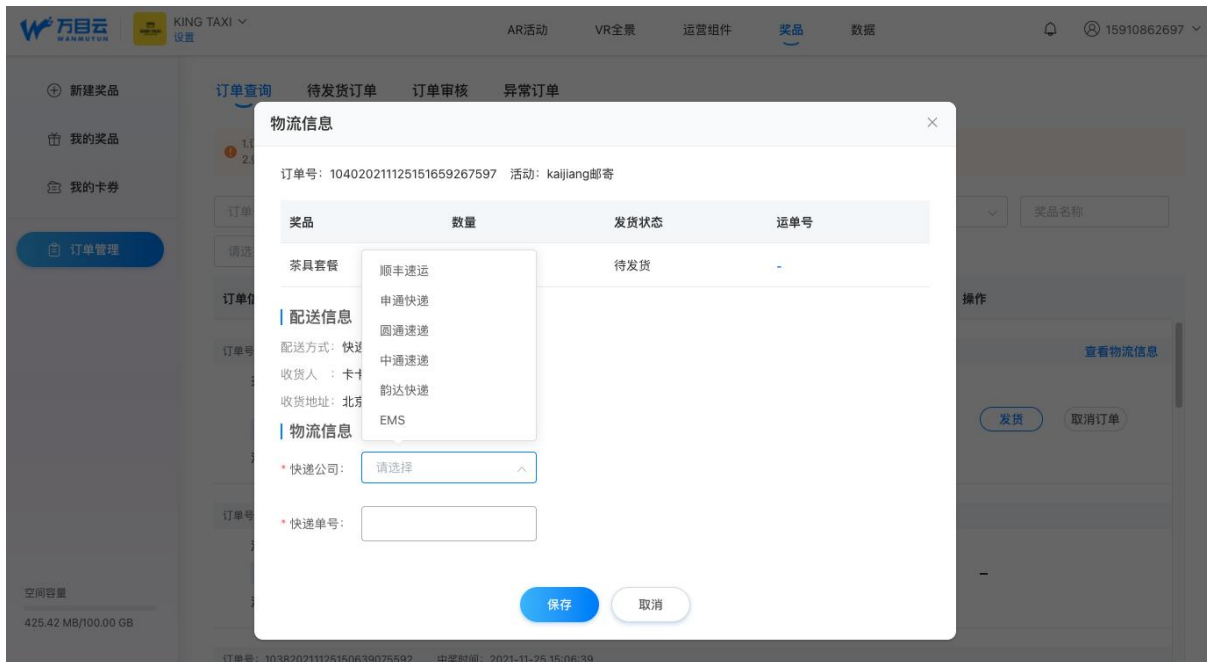 万目云
WANMUYUN
KING TAXI
设置
AR活动
VR全景
运营组件
奖品
数据
15910862697
新建奖品
我的奖品
我的卡券
订单管理
空间容量
425.42 MB/100.00 GB
订单查询 待发货订单 订单审核 异常订单
1.
2.
订单
奖品名称
请选
操作
订单号
查看物流信息
发货
取消订单
订单号
–
订单号: 1038202111251506390755​92 中奖时间: 2021-11-25 15:06:39
物流信息
订单号: 104020211125151659267597 活动: kaijiang邮寄
奖品 数量 发货状态 运单号
茶具套餐 待发货 -
配送信息
配送方式: 快递
收货人 : 卡卡
收货地址: 北京
物流信息
顺丰速运
申通快递
圆通速递
中通速递
韵达快递
EMS
* 快递公司: 请选择
* 快递单号:
保存 取消